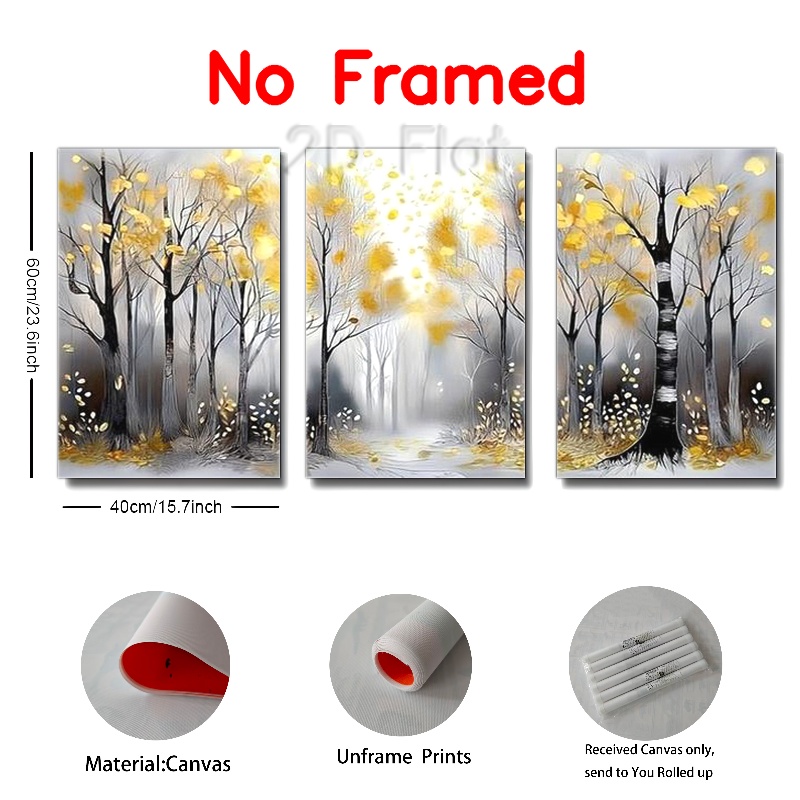 No Framed
2D Flat
60cm/23.6inch
40cm/15.7inch
Material:Canvas
Unframe Prints
Received Canvas only,
send to You Rolled up